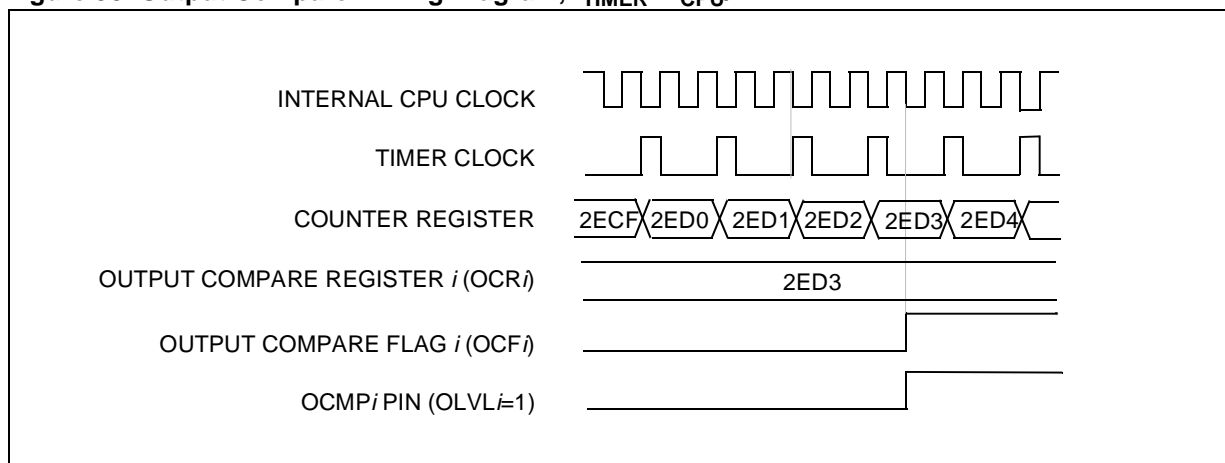 INTERNAL CPU CLOCK
TIMER CLOCK
COUNTER REGISTER
2ECF 2ED0 2ED1 2ED2 2ED3 2ED4
OUTPUT COMPARE REGISTER i (OCRi)
2ED3
OUTPUT COMPARE FLAG i (OCFi)
OCMPi PIN (OLVLi=1)